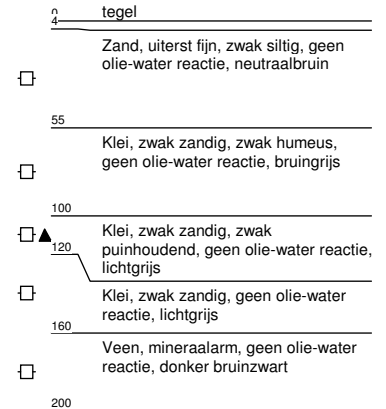 0 tegel
4
Zand, uiterst fijn, zwak siltig, geen
olie-water reactie, neutraalbruin
55
Klei, zwak zandig, zwak humeus,
geen olie-water reactie, bruingrijs
100
Klei, zwak zandig, zwak
puinhoudend, geen olie-water reactie,
lichtgrijs
120
Klei, zwak zandig, geen olie-water
reactie, lichtgrijs
160
Veen, mineraalarm, geen olie-water
reactie, donker bruinzwart
200